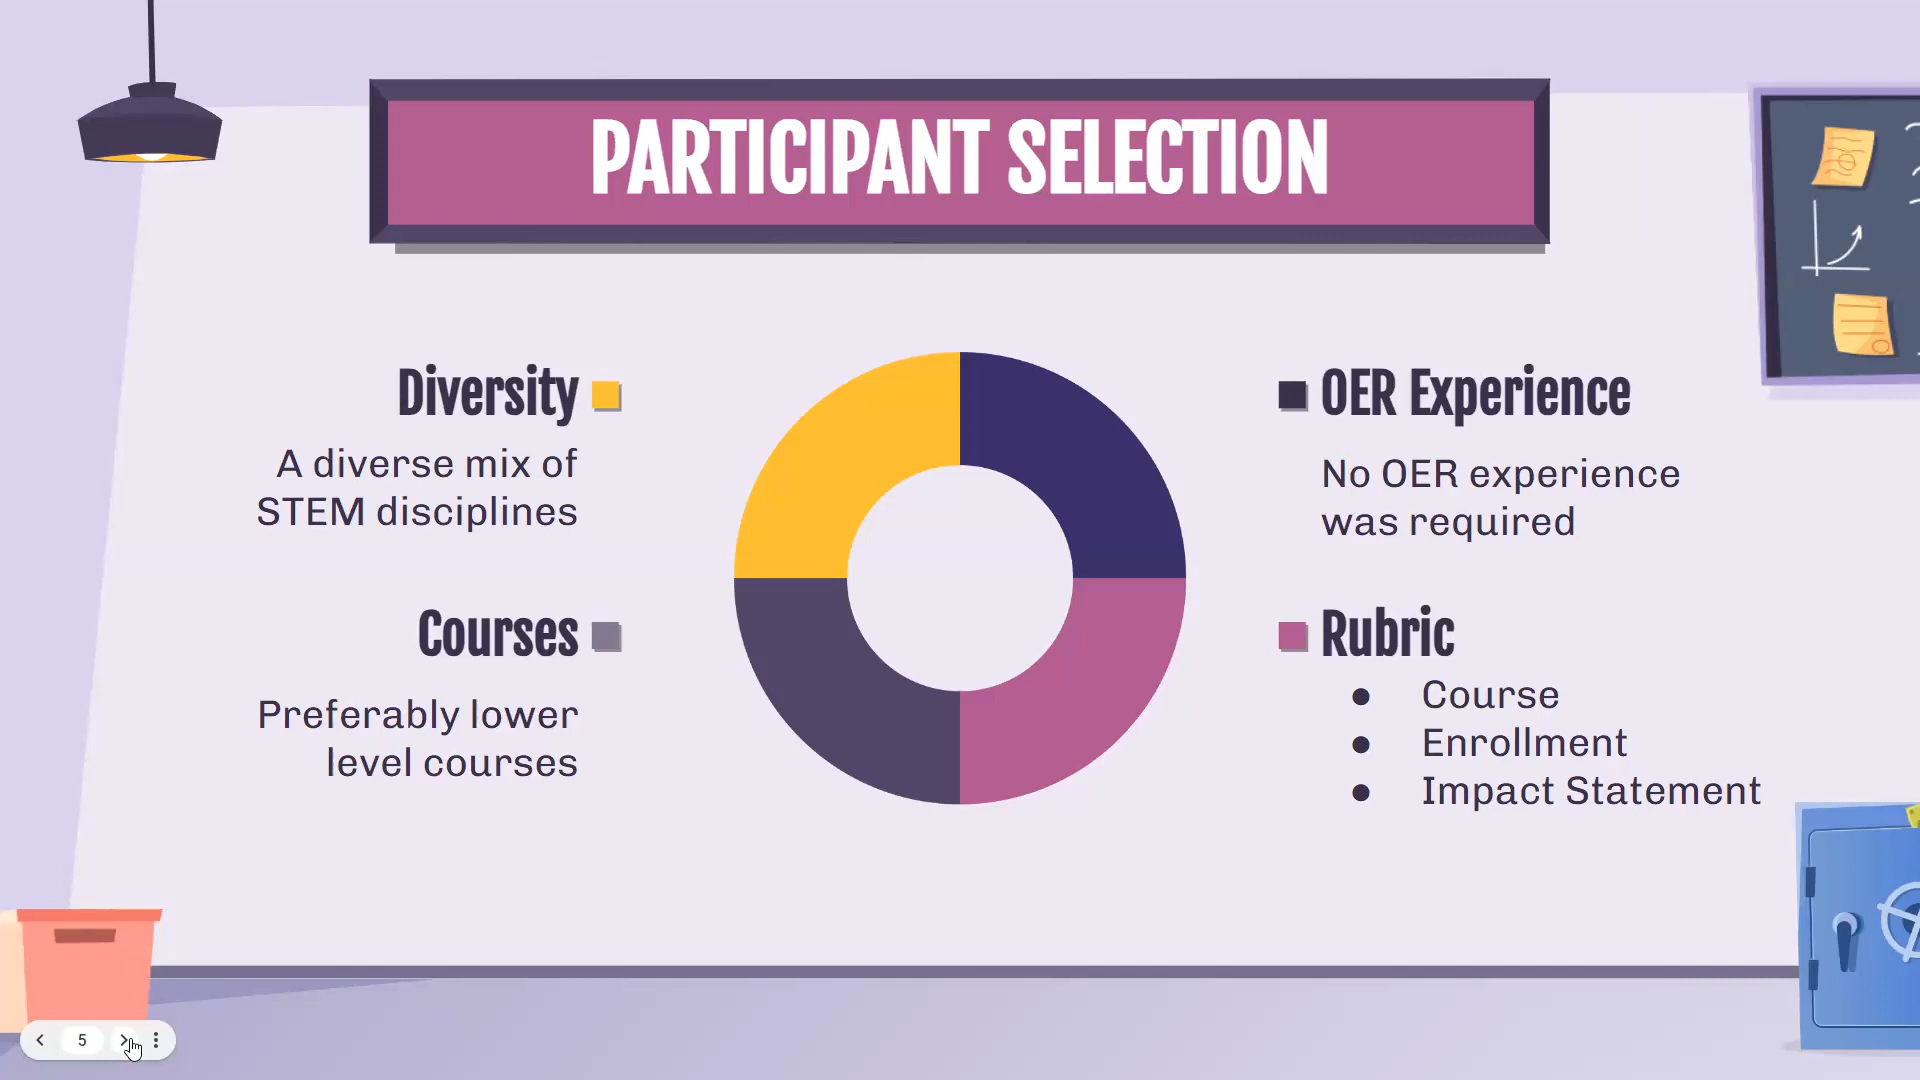 PARTICIPANT SELECTION
Diversity
A diverse mix of
STEM disciplines
Courses
Preferably lower
level courses
OER Experience
No OER experience
was required
Rubric
● Course
● Enrollment
● Impact Statement
5